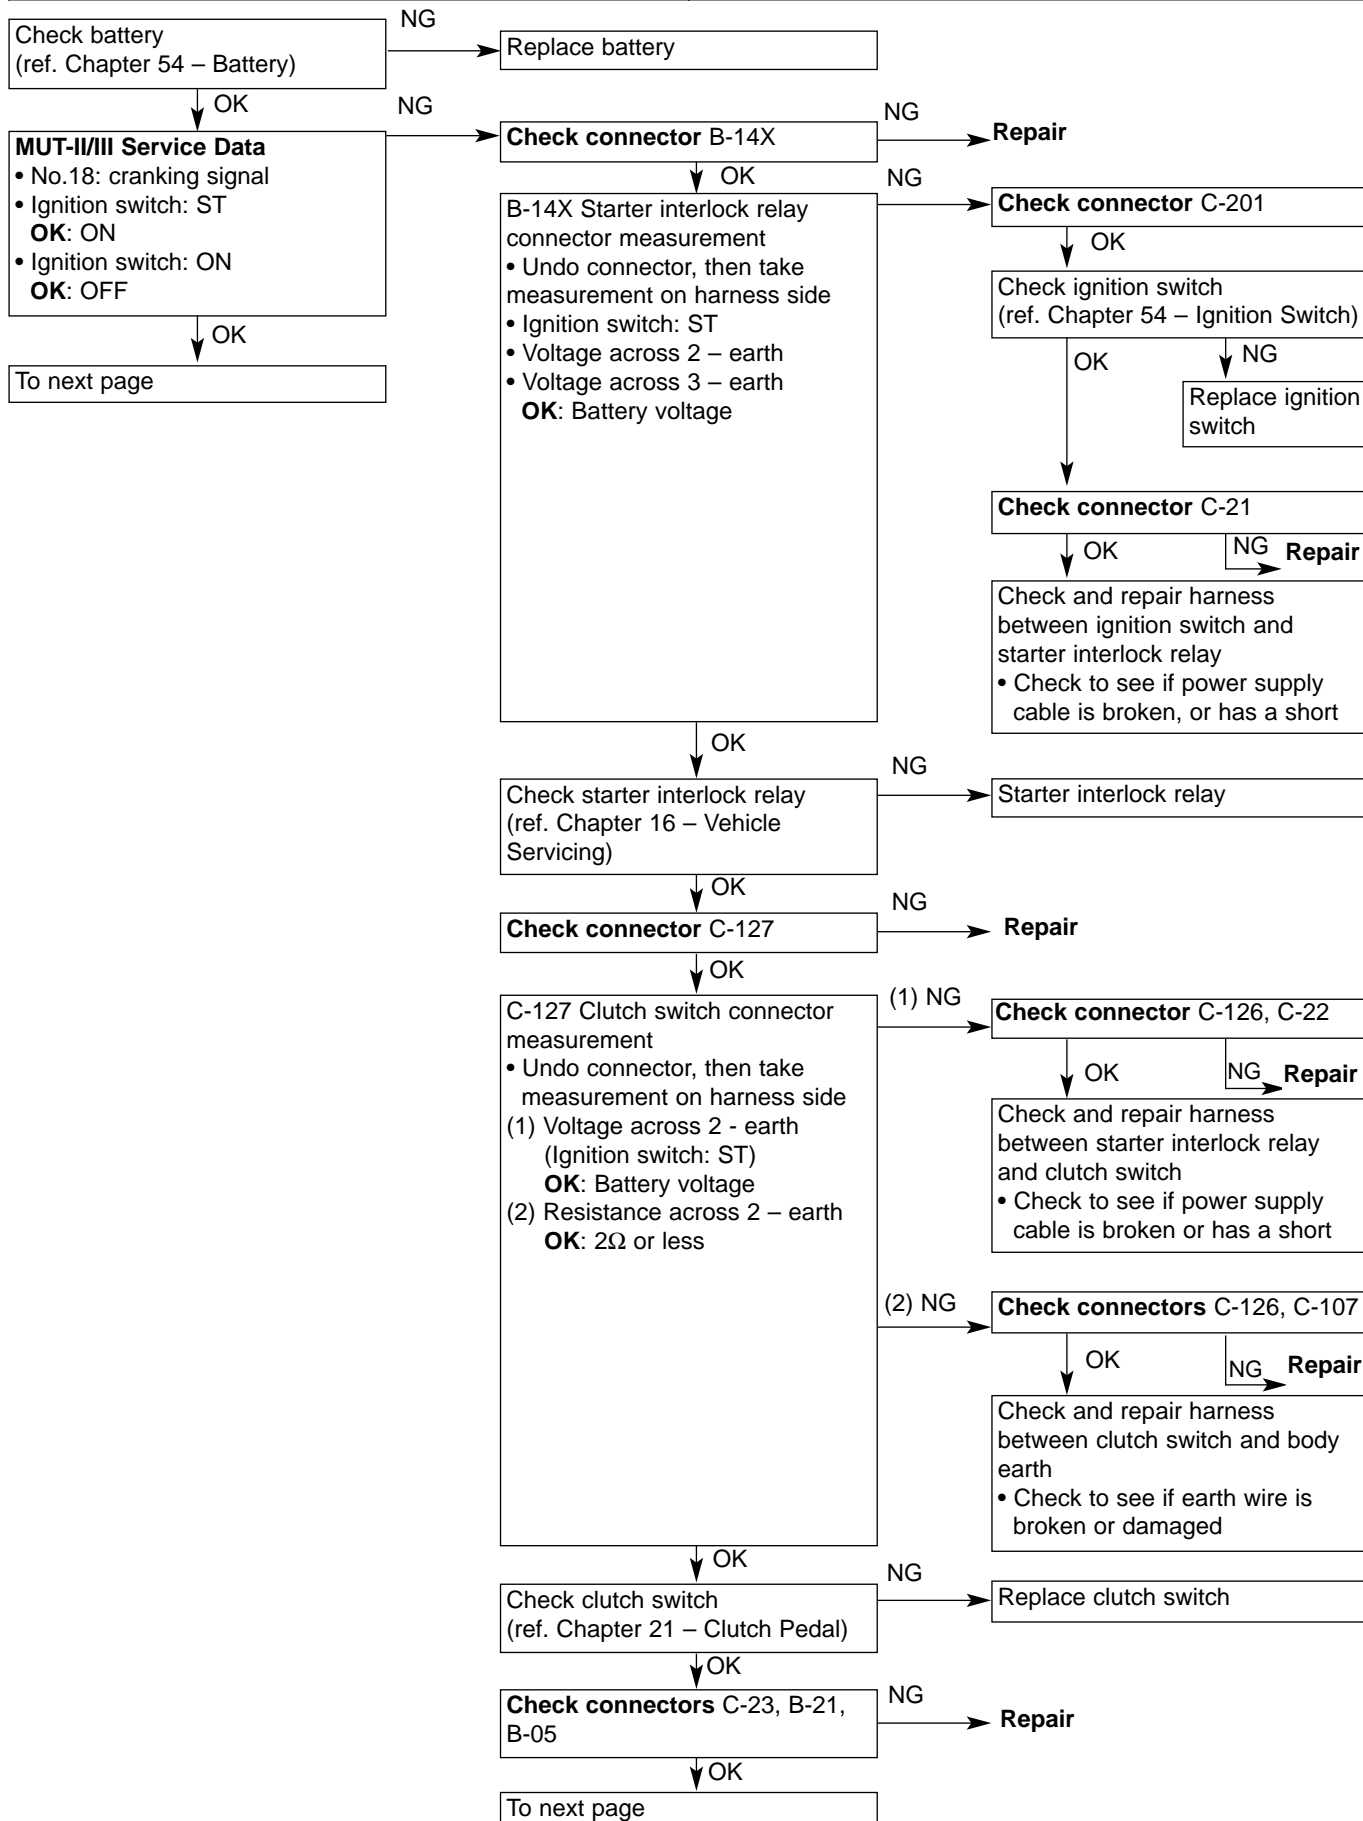 Check battery
(ref. Chapter 54 – Battery)
NG
Replace battery
OK
NG
MUT-II/III Service Data
• No.18: cranking signal
• Ignition switch: ST
OK: ON
• Ignition switch: ON
OK: OFF
OK
To next page
Check connector B-14X
NG
Repair
OK
NG
B-14X Starter interlock relay
connector measurement
• Undo connector, then take
measurement on harness side
• Ignition switch: ST
• Voltage across 2 – earth
• Voltage across 3 – earth
OK: Battery voltage
Check connector C-201
OK
Check ignition switch
(ref. Chapter 54 – Ignition Switch)
OK
NG
Replace ignition
switch
Check connector C-21
OK
NG
Repair
Check and repair harness
between ignition switch and
starter interlock relay
• Check to see if power supply
cable is broken, or has a short
OK
NG
Check starter interlock relay
(ref. Chapter 16 – Vehicle
Servicing)
Starter interlock relay
OK
NG
Check connector C-127
Repair
OK
(1) NG
C-127 Clutch switch connector
measurement
• Undo connector, then take
measurement on harness side
(1) Voltage across 2 - earth
(Ignition switch: ST)
OK: Battery voltage
(2) Resistance across 2 – earth
OK: 2Ω or less
Check connector C-126, C-22
OK
NG
Repair
Check and repair harness
between starter interlock relay
and clutch switch
• Check to see if power supply
cable is broken or has a short
(2) NG
Check connectors C-126, C-107
OK
NG
Repair
Check and repair harness
between clutch switch and body
earth
• Check to see if earth wire is
broken or damaged
OK
NG
Check clutch switch
(ref. Chapter 21 – Clutch Pedal)
Replace clutch switch
OK
NG
Check connectors C-23, B-21,
B-05
Repair
OK
To next page